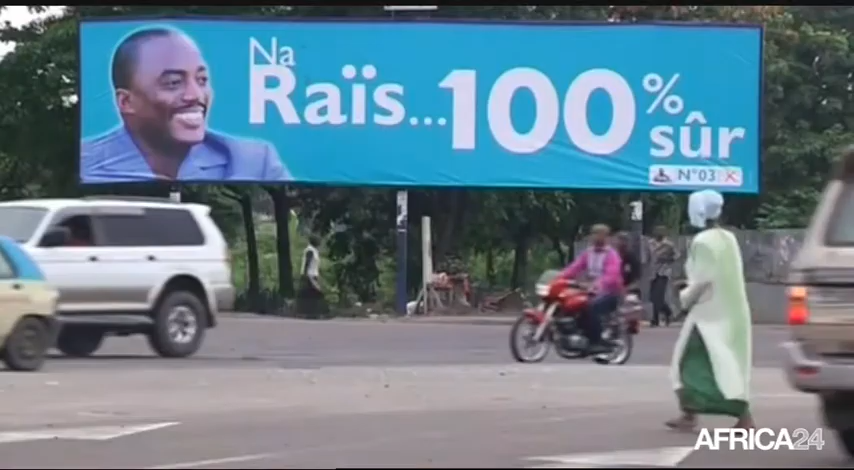 Na
Raïs...100%
sûr
N°03 X
AFRICA24